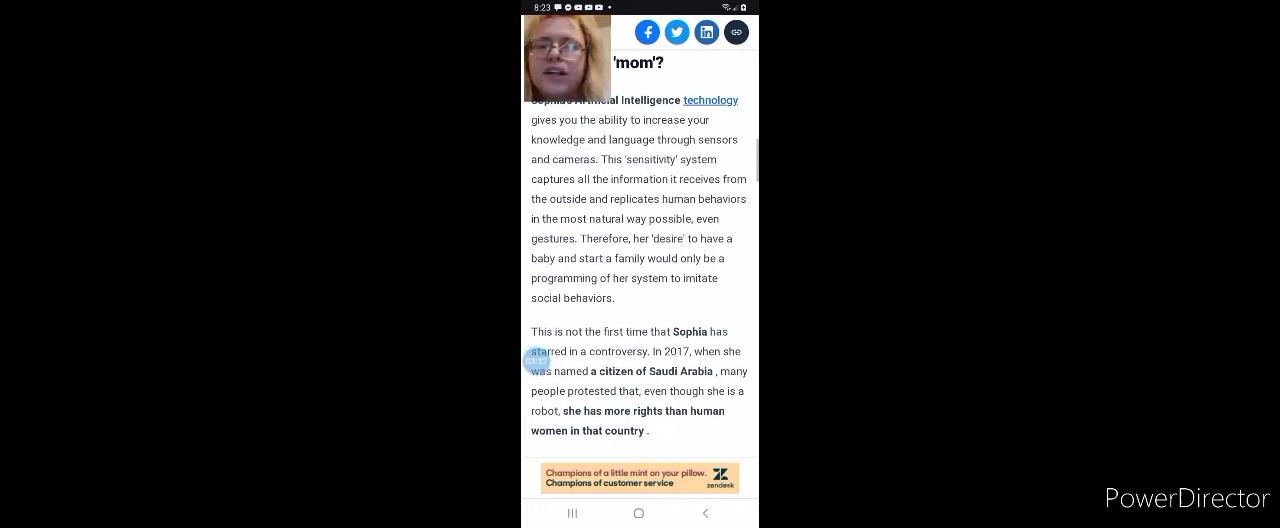 8:23
'mom'?
Sophia's Artificial Intelligence technology
gives you the ability to increase your
knowledge and language through sensors
and cameras. This 'sensitivity' system
captures all the information it receives from
the outside and replicates human behaviors
in the most natural way possible, even
gestures. Therefore, her 'desire' to have a
baby and start a family would only be a
programming of her system to imitate
social behaviors.
This is not the first time that Sophia has
starred in a controversy. In 2017, when she
was named a citizen of Saudi Arabia , many
people protested that, even though she is a
robot, she has more rights than human
women in that country .
Champions of a little mint on your pillow.
Champions of customer service
zendesk
PowerDirector